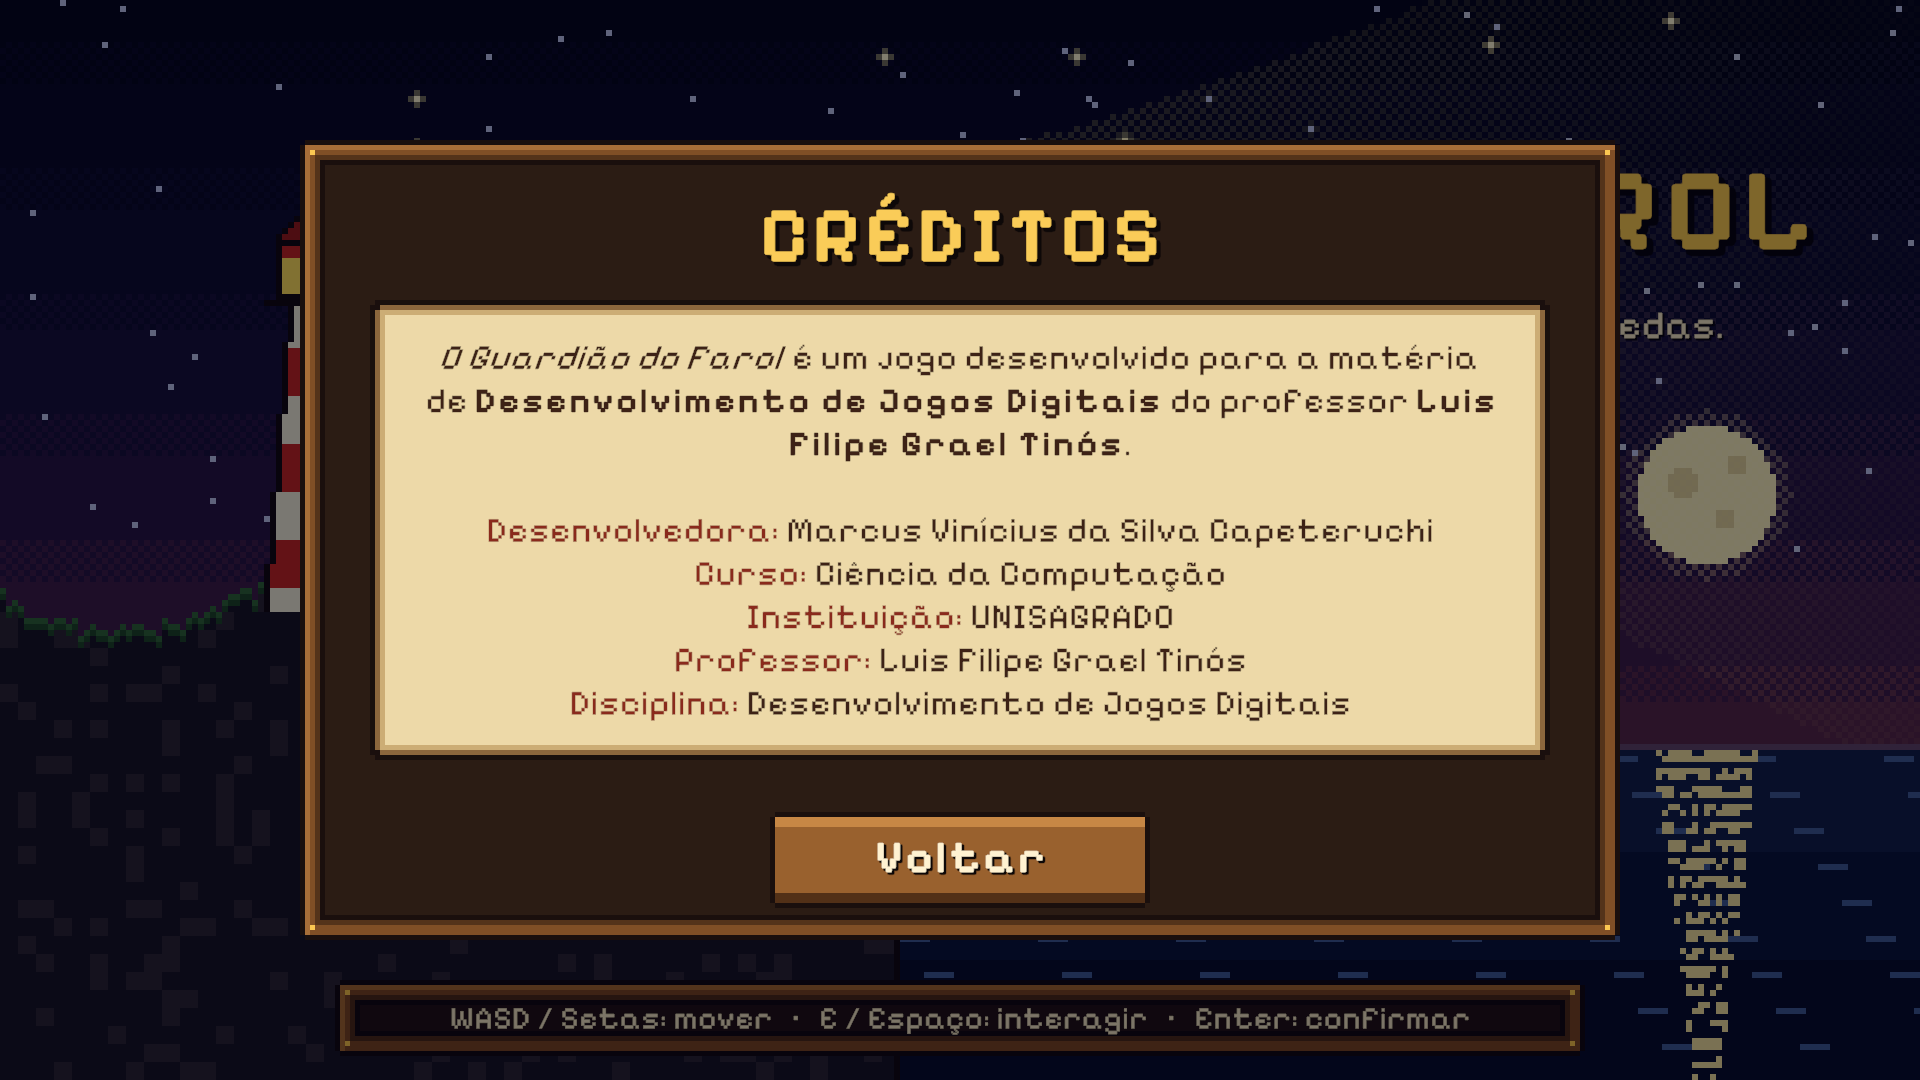 ROL
edas.
CRÉDITOS
O Guardião do Farol é um jogo desenvolvido para a matéria
de Desenvolvimento de Jogos Digitais do professor Luis
Filipe Grael Tinós.
Desenvolvedora: Marcus Vinícius da Silva Capeteruchi
Curso: Ciência da Computação
Instituição: UNISAGRADO
Professor: Luis Filipe Grael Tinós
Disciplina: Desenvolvimento de Jogos Digitais
Voltar
WASD / Setas: mover · E / Espaço: interagir · Enter: confirmar